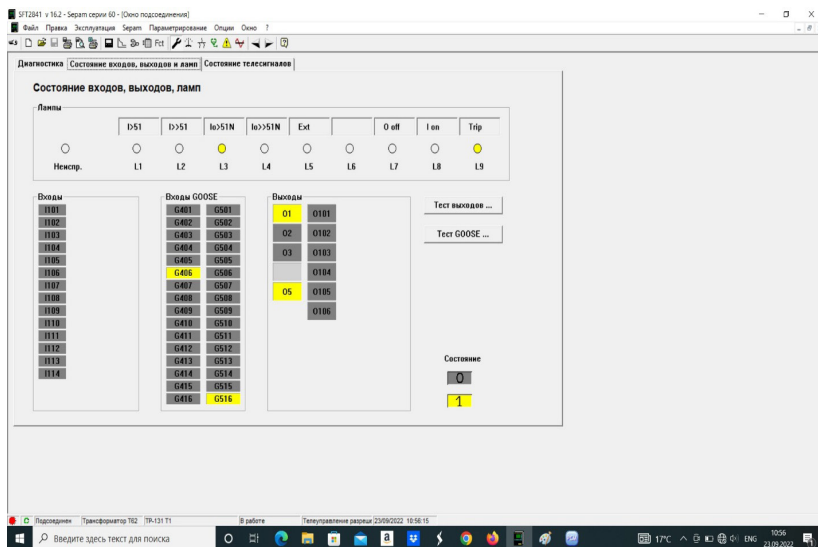 SFT2841 v 16.2 - Sepam серии 60 - [Окно подсоединения]
Файл Правка Эксплуатация Sepam Параметрирование Опции Окно ?
Fct
Диагностика Состояние входов, выходов и ламп Состояние телесигналов
Состояние входов, выходов, ламп
Лампы
I>51 I>>51 Io>51N Io>>51N Ext 0 off I on Trip
Неиспр. L1 L2 L3 L4 L5 L6 L7 L8 L9
Входы
I101
I102
I103
I104
I105
I106
I107
I108
I109
I110
I111
I112
I113
I114
Входы GOOSE
G401 G501
G402 G502
G403 G503
G404 G504
G405 G505
G406 G506
G407 G507
G408 G508
G409 G509
G410 G510
G411 G511
G412 G512
G413 G513
G414 G514
G415 G515
G416 G516
Выходы
O1 O101
O2 O102
O3 O103
O104
O5 O105
O106
Тест выходов ...
Тест GOOSE ...
Состояние
0
1
Подсоединен Трансформатор T62 TP-131 T1 В работе Телеуправление разреши 23/09/2022 10:56:15
Введите здесь текст для поиска
17°C ENG 10:56
23.09.2022